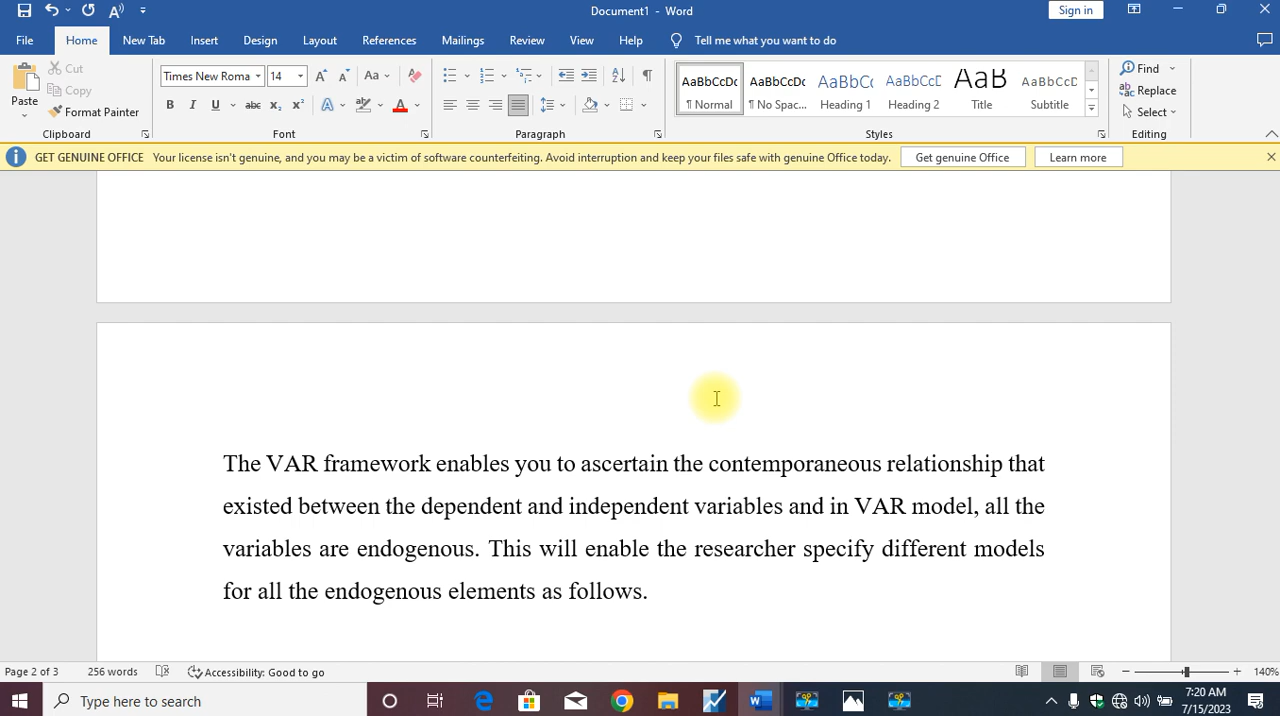 Document1 - Word
Sign in
File Home New Tab Insert Design Layout References Mailings Review View Help Tell me what you want to do
Paste
Cut
Copy
Format Painter
Clipboard
Times New Roma 14
Aa
B I U abc x₂ x² A A
Font
Paragraph
AaBbCcDc AaBbCcDc AaBbCc AaBbCcD AaB AaBbCcD
¶ Normal ¶ No Spac... Heading 1 Heading 2 Title Subtitle
Styles
Find
Replace
Select
Editing
GET GENUINE OFFICE Your license isn't genuine, and you may be a victim of software counterfeiting. Avoid interruption and keep your files safe with genuine Office today. Get genuine Office Learn more
The VAR framework enables you to ascertain the contemporaneous relationship that
existed between the dependent and independent variables and in VAR model, all the
variables are endogenous. This will enable the researcher specify different models
for all the endogenous elements as follows.
Page 2 of 3 256 words Accessibility: Good to go 140%
Type here to search
7:20 AM
7/15/2023